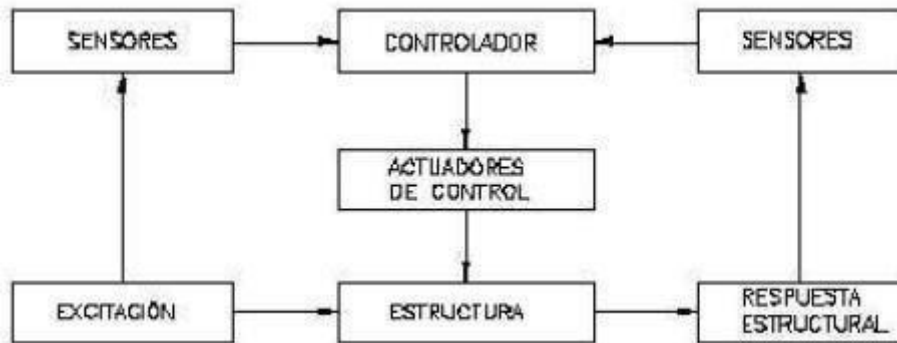 SENSORES
CONTROLADOR
SENSORES
ACTUADORES
DE CONTROL
EXCITACIÓN
ESTRUCTURA
RESPUESTA
ESTRUCTURAL